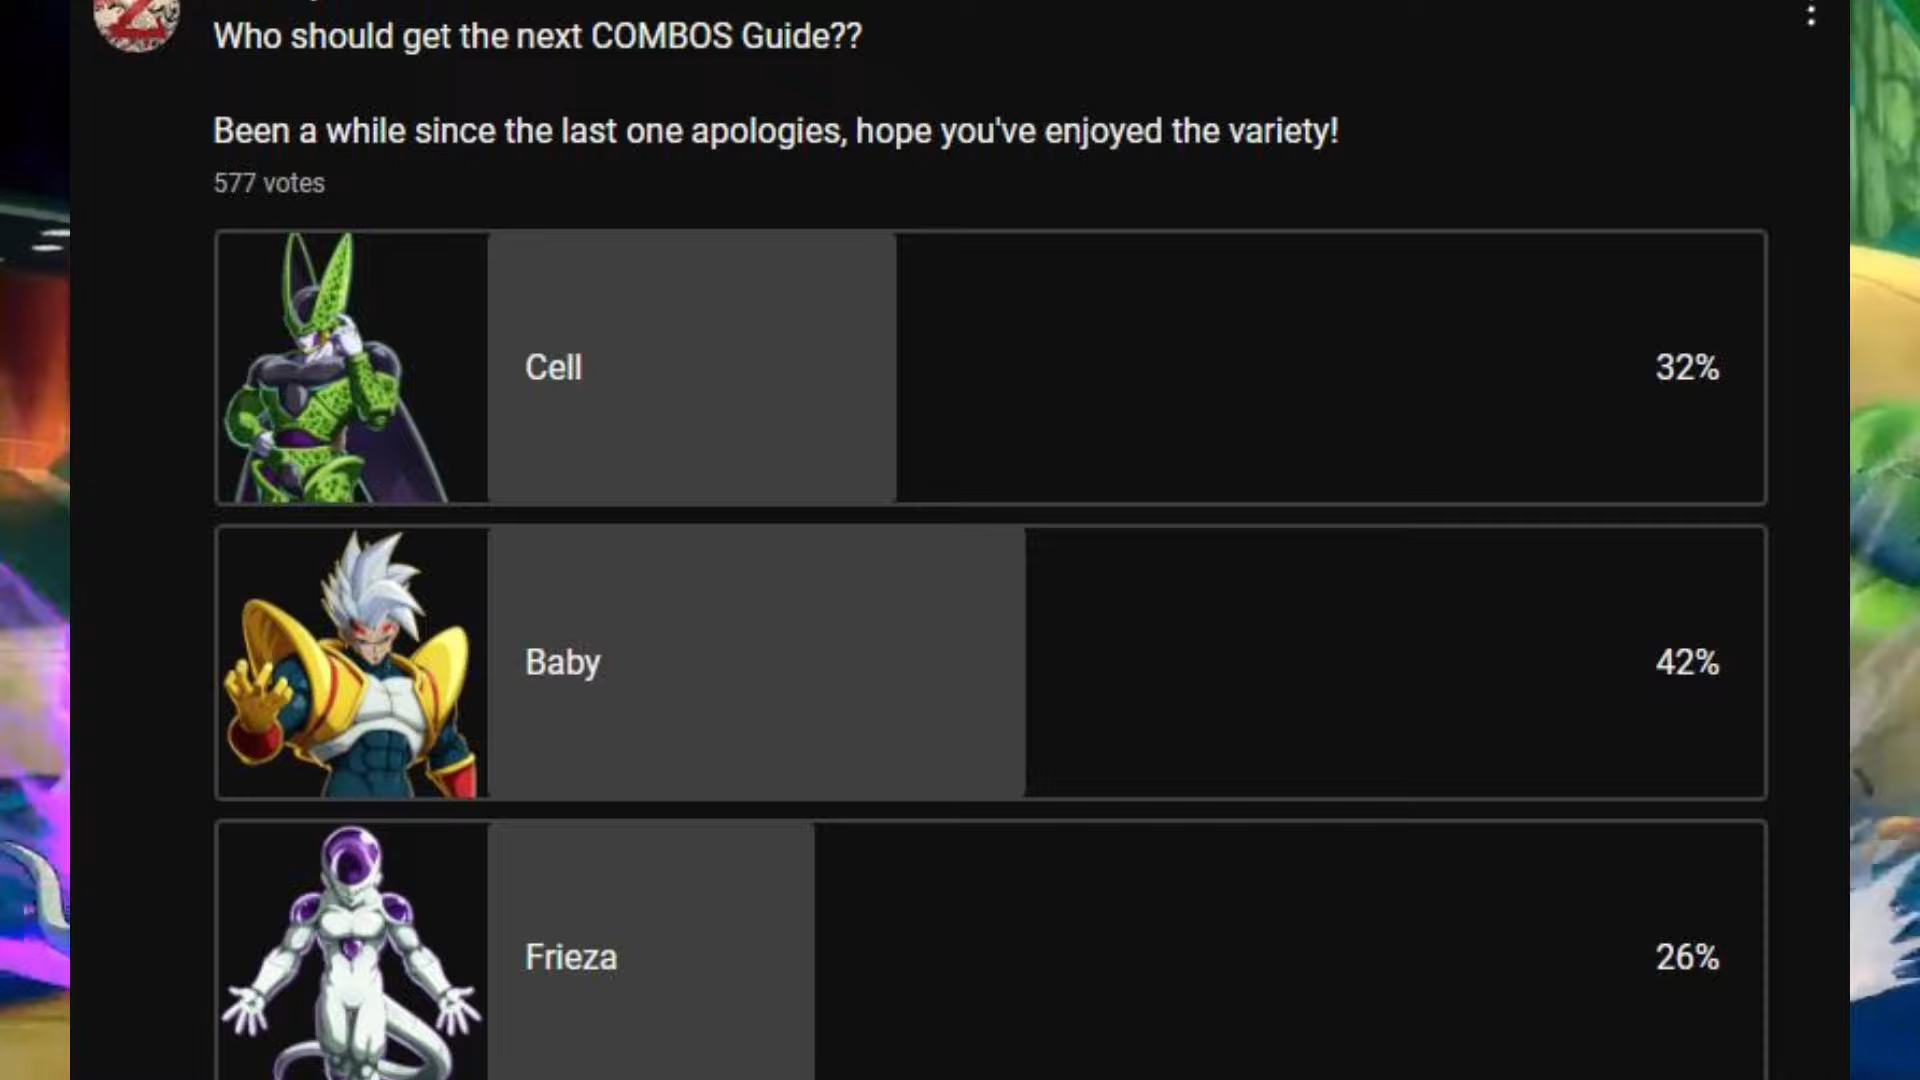 Who should get the next COMBOS Guide??
Been a while since the last one apologies, hope you've enjoyed the variety!
577 votes
Cell
32%
Baby
42%
Frieza
26%